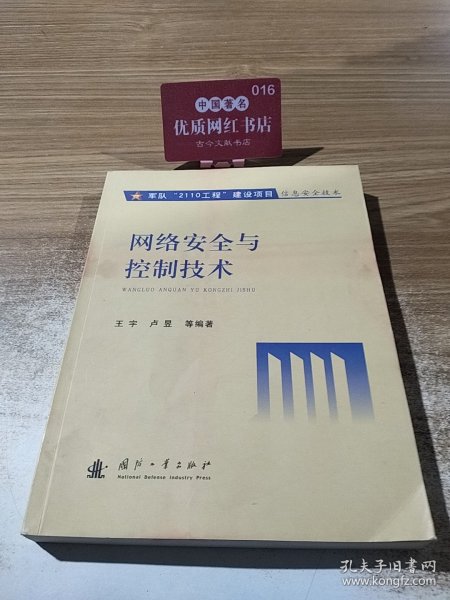 016
中国著名
优质网红书店
古今文献书店
军队“2110工程”建设项目 信息安全技术
网络安全与
控制技术
WANGLUO ANQUAN YU KONGZHI JISHU
王宇 卢昱 等编著
国防工业出版社
National Defense Industry Press
孔夫子旧书网
www.kongfz.com